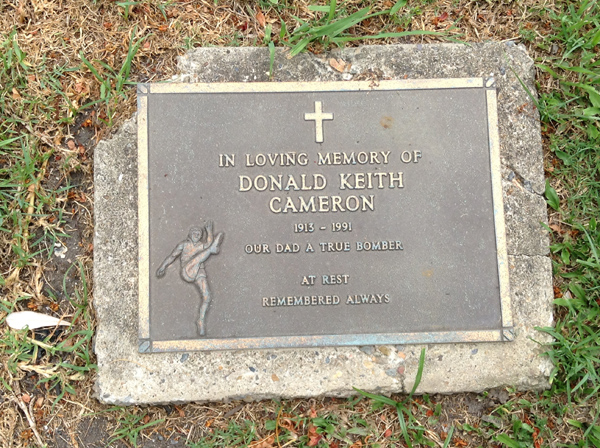 IN LOVING MEMORY OF
DONALD KEITH
CAMERON
1913 - 1991
OUR DAD A TRUE BOMBER
AT REST
REMEMBERED ALWAYS